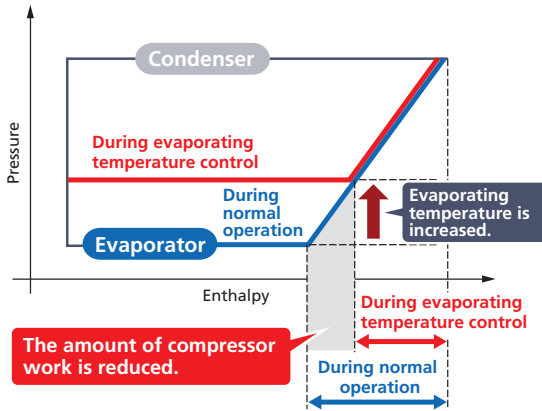 Condenser
Pressure
During evaporating
temperature control
During
normal
operation
Evaporating
temperature is
increased.
Evaporator
Enthalpy
During evaporating
temperature control
The amount of compressor
work is reduced.
During normal
operation